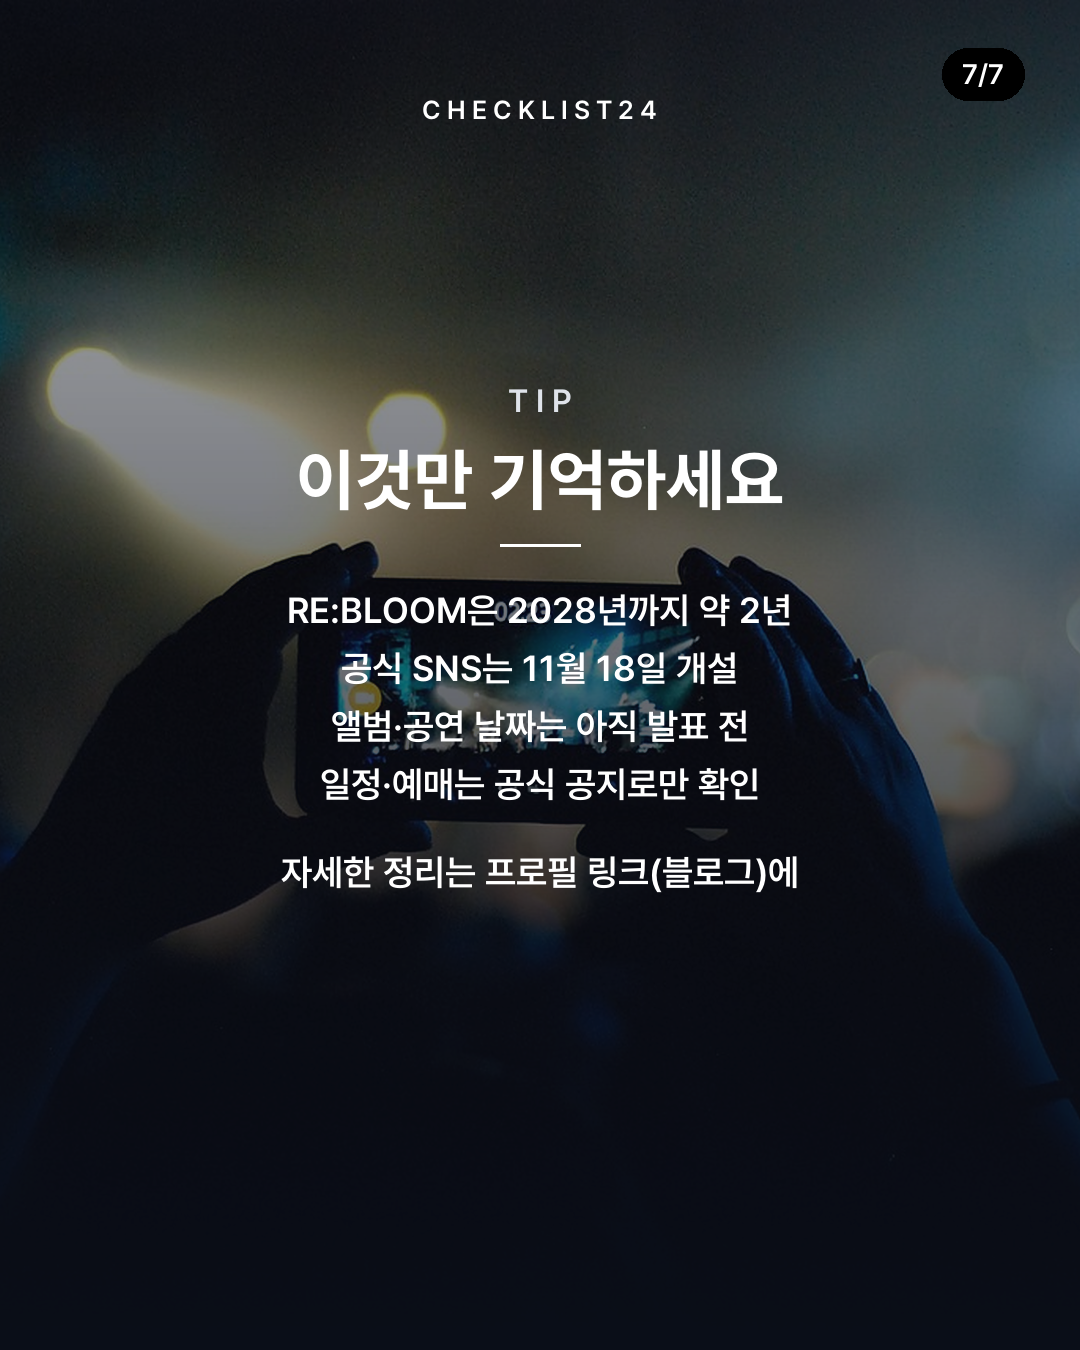 7/7
CHECKLIST24
TIP
이것만 기억하세요
RE:BLOOM은 2028년까지 약 2년
공식 SNS는 11월 18일 개설
앨범·공연 날짜는 아직 발표 전
일정·예매는 공식 공지로만 확인
자세한 정리는 프로필 링크(블로그)에